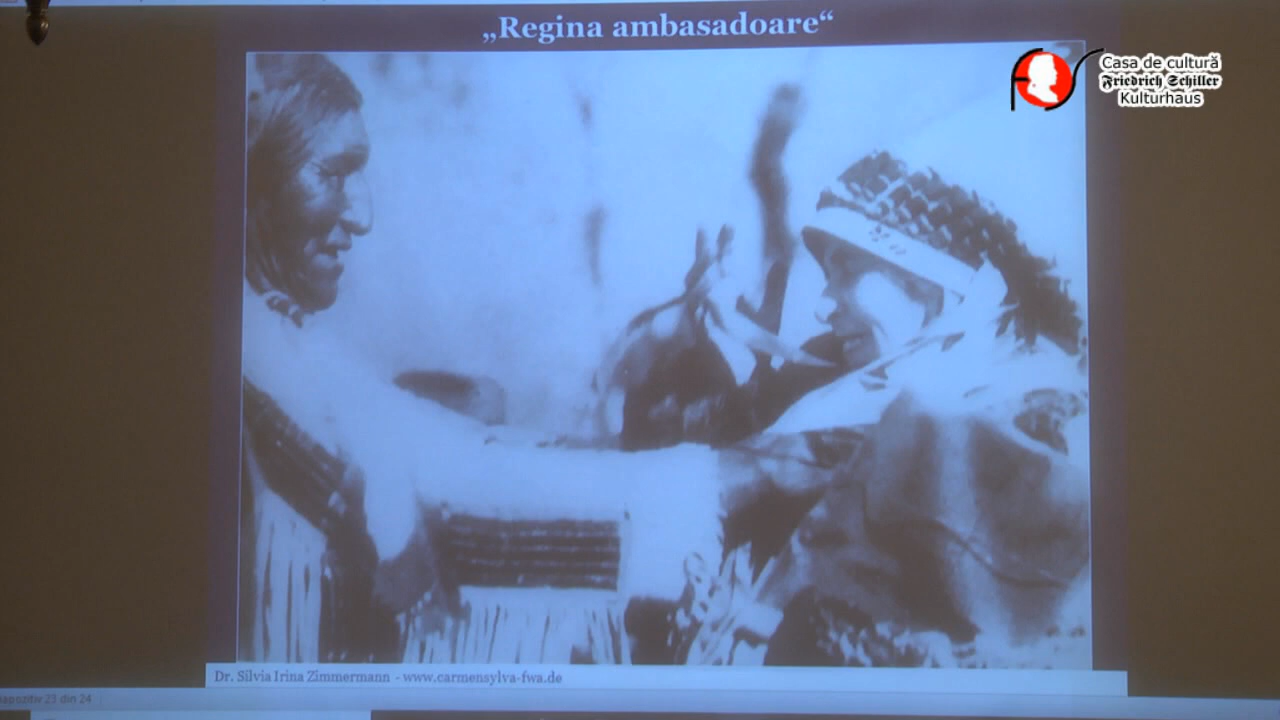 „Regina ambasadoare“
Casa de cultură
Friedrich Schiller
Kulturhaus
Dr. Silvia Irina Zimmermann - www.carmensylva-fwa.de
Diapozitiv 23 din 24